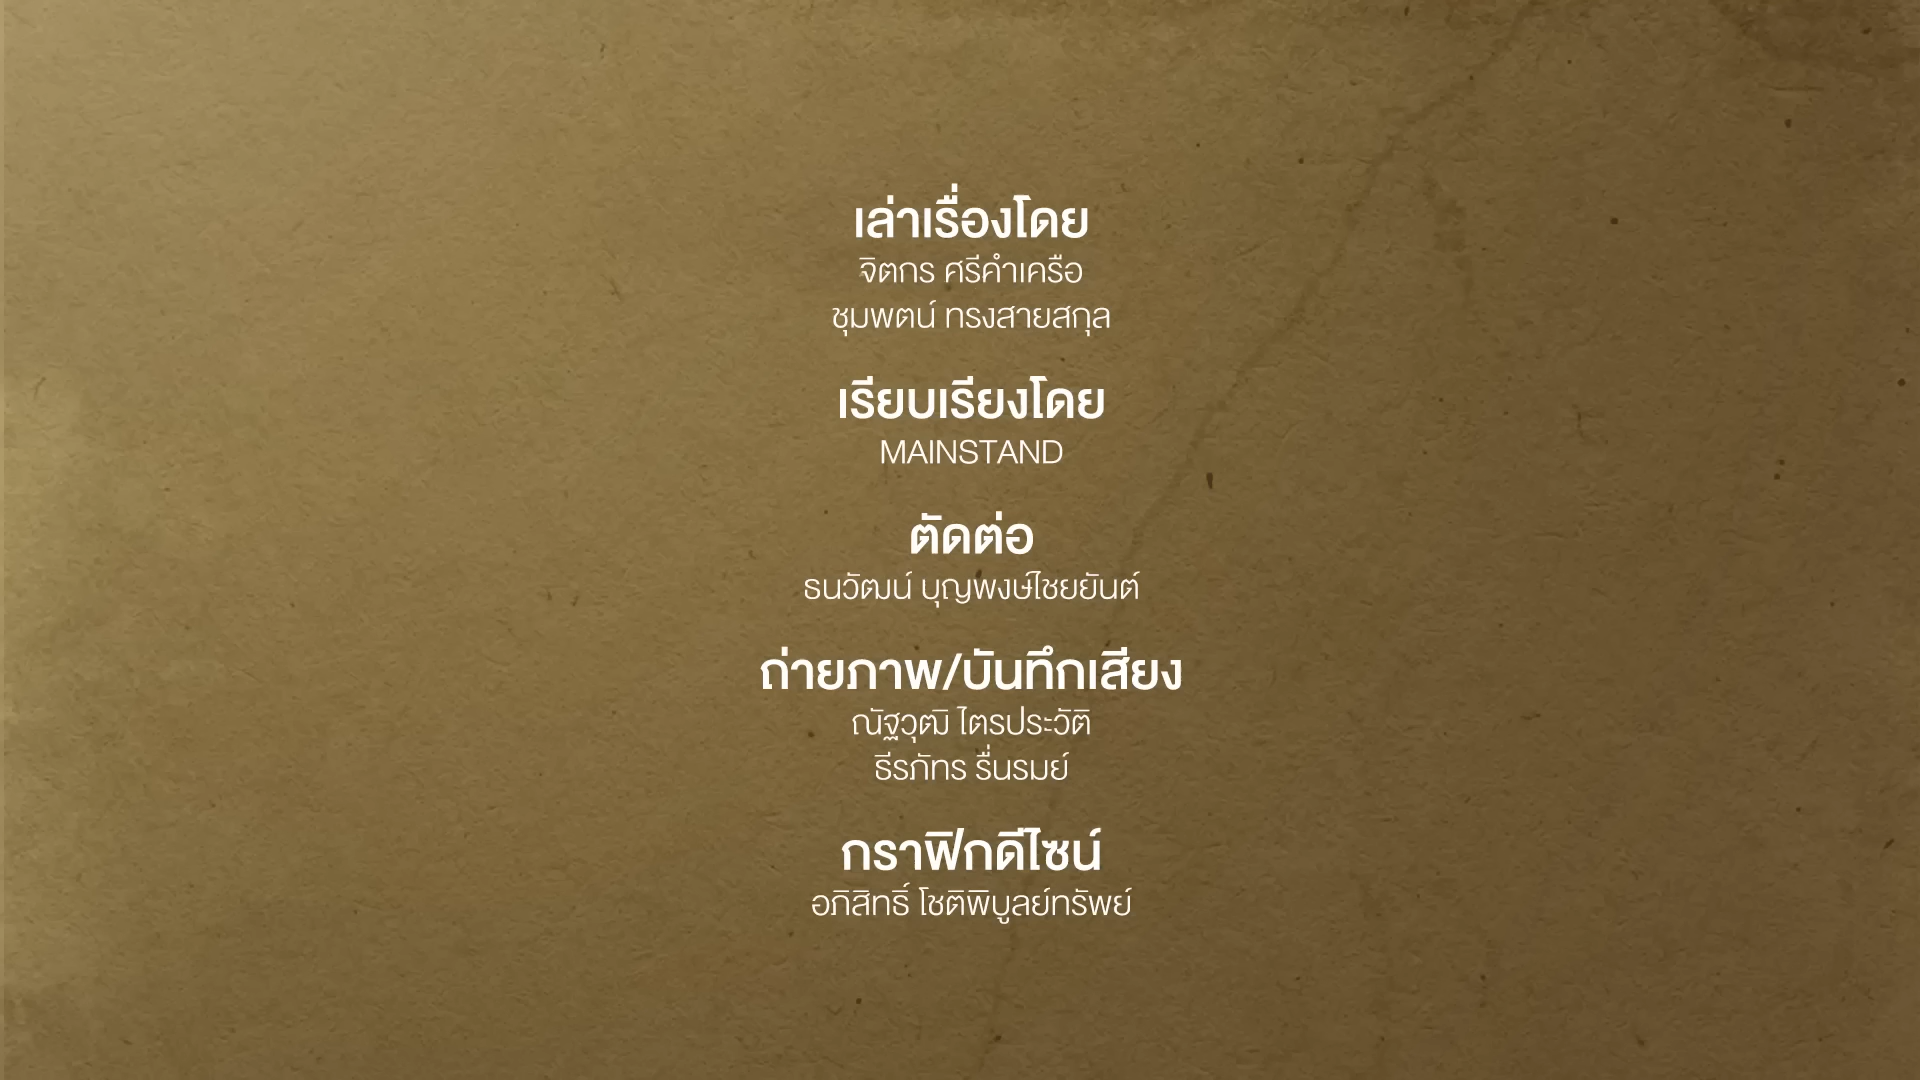 เล่าเรื่องโดย
จิตกร ศรีคำเครือ
ชุมพตน์ ทรงสายสกุล
เรียบเรียงโดย
MAINSTAND
ตัดต่อ
ธนวัฒน์ บุญพงษ์ไชยยันต์
ถ่ายภาพ/บันทึกเสียง
ณัฐวุฒิ ไตรประวัติ
ธีรภัทร รื่นรมย์
กราฟิกดีไซน์
อภิสิทธิ์ โชติพิบูลย์ทรัพย์